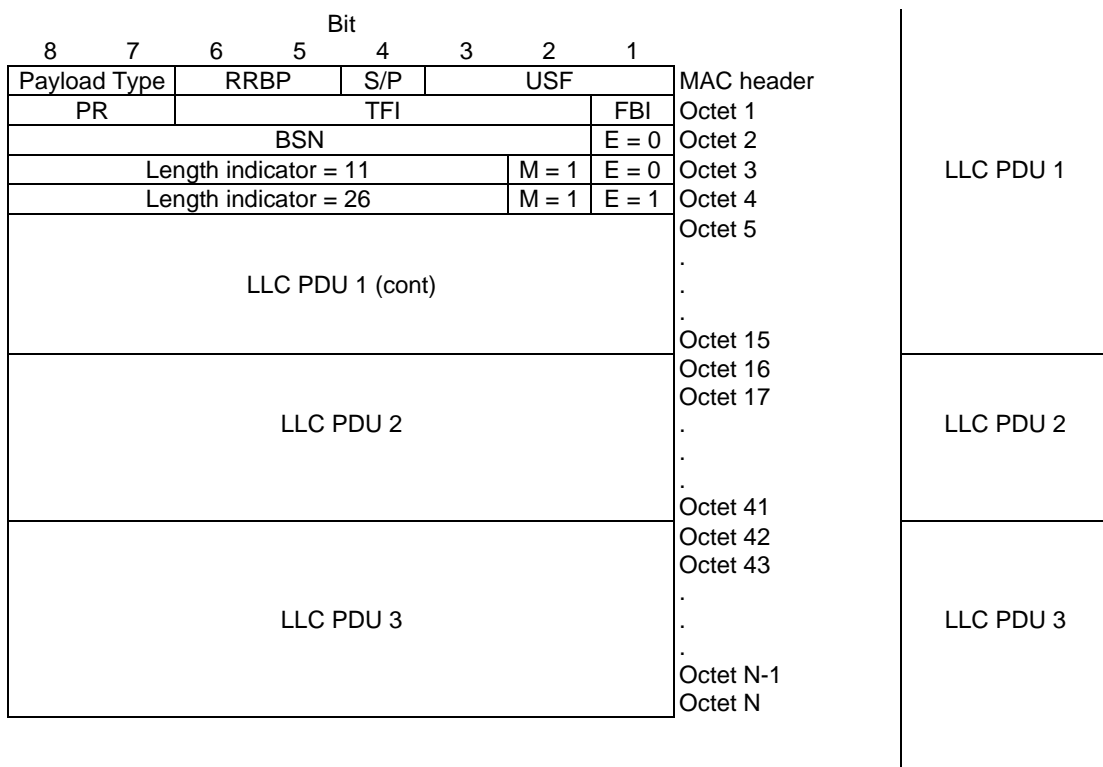 Bit
8 7 6 5 4 3 2 1
Payload Type RRBP S/P USF MAC header
PR TFI FBI Octet 1
BSN E = 0 Octet 2
Length indicator = 11 M = 1 E = 0 Octet 3 LLC PDU 1
Length indicator = 26 M = 1 E = 1 Octet 4
Octet 5
.
LLC PDU 1 (cont) .
.
Octet 15
Octet 16
Octet 17
LLC PDU 2 . LLC PDU 2
.
.
Octet 41
Octet 42
Octet 43
.
LLC PDU 3 . LLC PDU 3
.
Octet N-1
Octet N